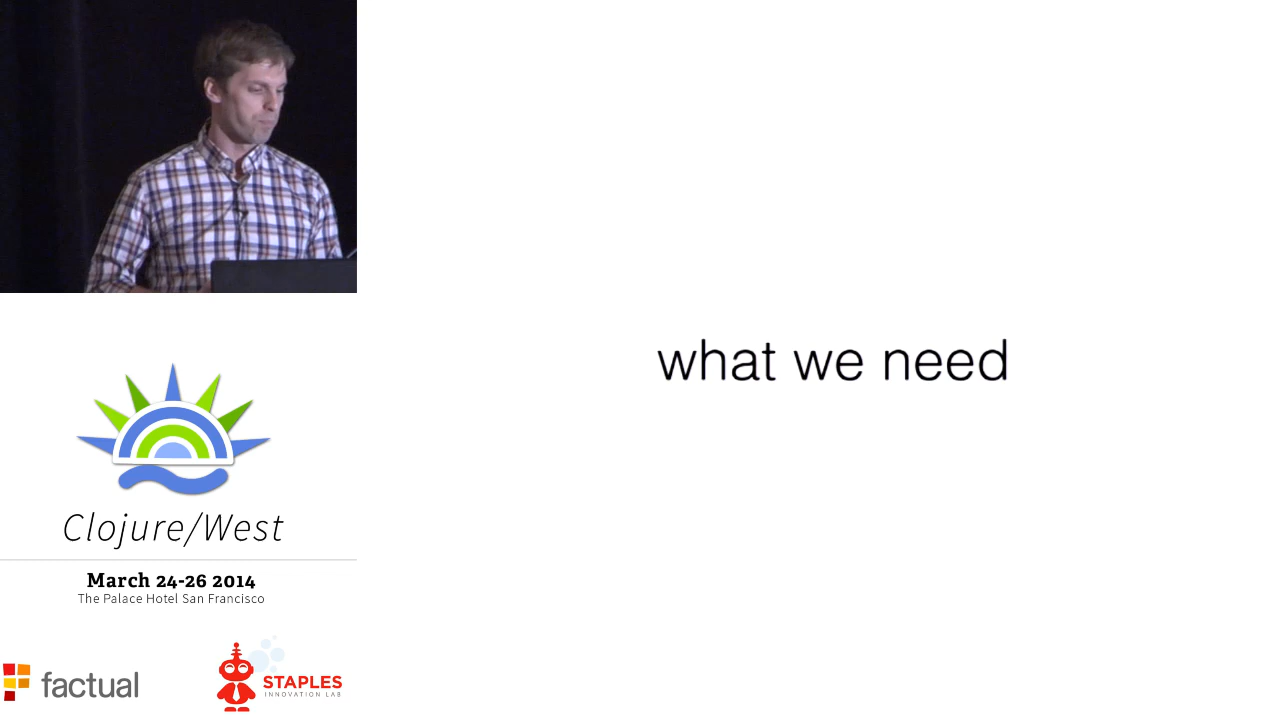 what we need
Clojure/West
March 24-26 2014
The Palace Hotel San Francisco
factual
STAPLES
INNOVATION LAB